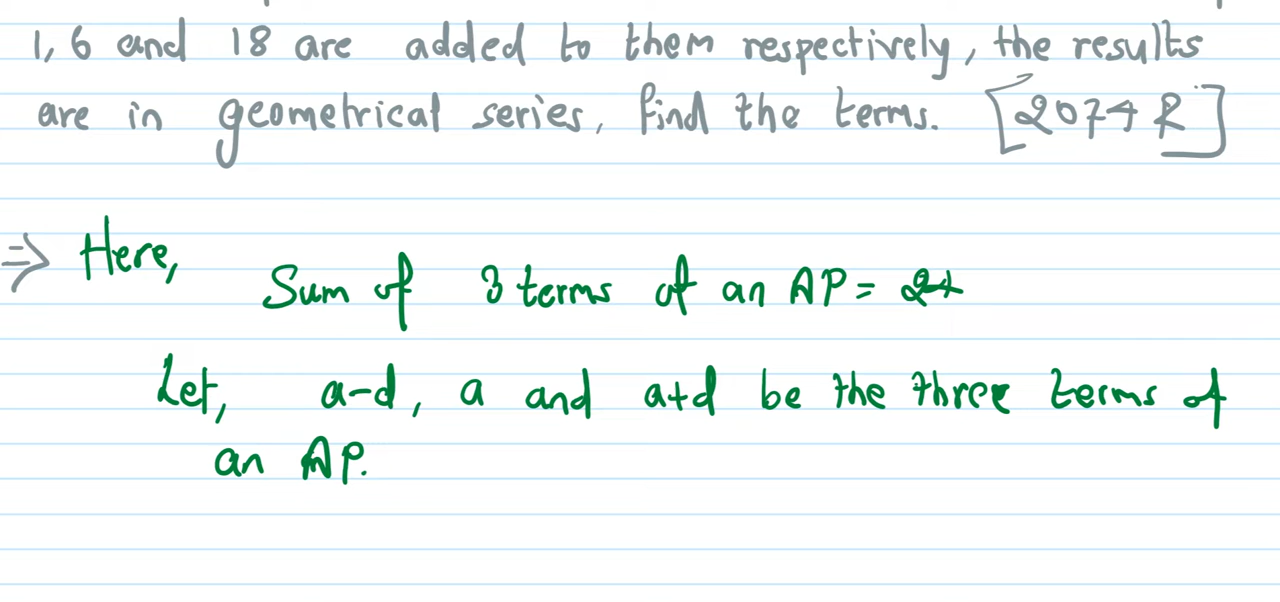 1, 6 and 18 are added to them respectively, the results
are in geometrical series, find the terms. [2074 R]
⇒ Here,
Sum of 3 terms of an AP = 24
Let, a-d, a and a+d be the three terms of
an AP.